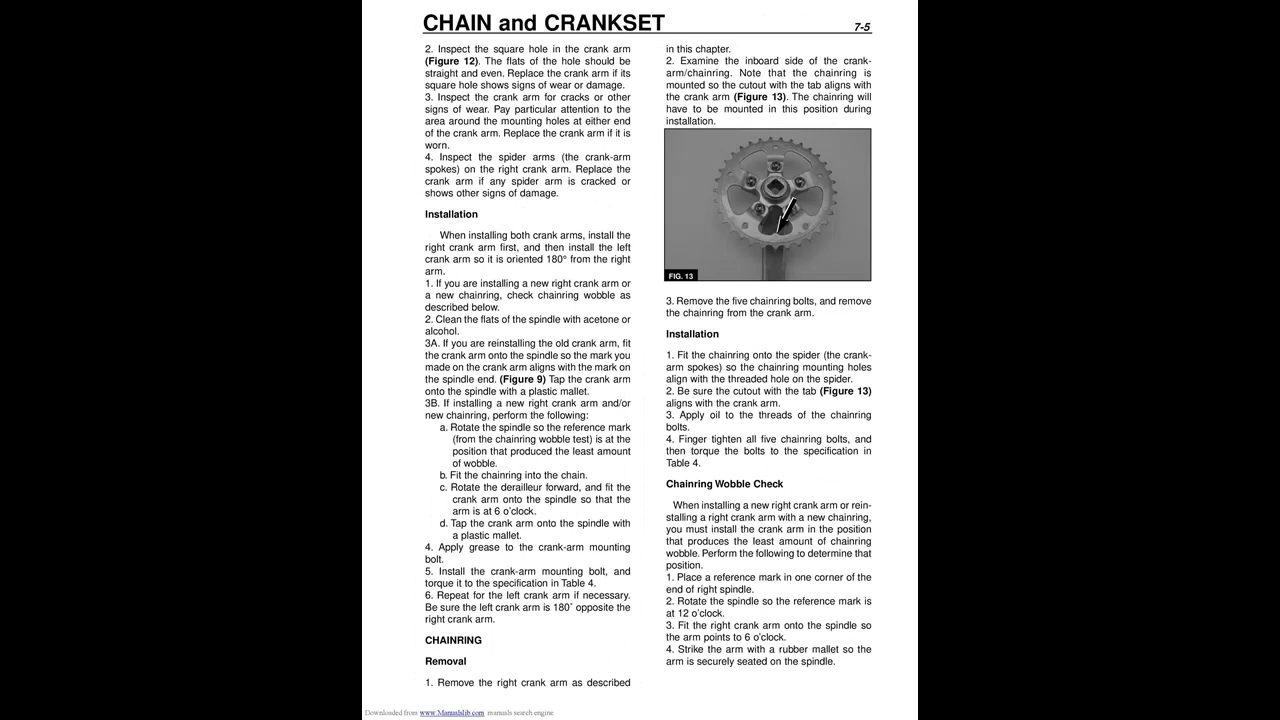 CHAIN and CRANKSET
7-5
2. Inspect the square hole in the crank arm
(Figure 12). The flats of the hole should be
straight and even. Replace the crank arm if its
square hole shows signs of wear or damage.
3. Inspect the crank arm for cracks or other
signs of wear. Pay particular attention to the
area around the mounting holes at either end
of the crank arm. Replace the crank arm if it is
worn.
4. Inspect the spider arms (the crank-arm
spokes) on the right crank arm. Replace the
crank arm if any spider arm is cracked or
shows other signs of damage.
Installation
When installing both crank arms, install the
right crank arm first, and then install the left
crank arm so it is oriented 180° from the right
arm.
1. If you are installing a new right crank arm or
a new chainring, check chainring wobble as
described below.
2. Clean the flats of the spindle with acetone or
alcohol.
3A. If you are reinstalling the old crank arm, fit
the crank arm onto the spindle so the mark you
made on the crank arm aligns with the mark on
the spindle end. (Figure 9) Tap the crank arm
onto the spindle with a plastic mallet.
3B. If installing a new right crank arm and/or
new chainring, perform the following:
a. Rotate the spindle so the reference mark
(from the chainring wobble test) is at the
position that produced the least amount
of wobble.
b. Fit the chainring into the chain.
c. Rotate the derailleur forward, and fit the
crank arm onto the spindle so that the
arm is at 6 o'clock.
d. Tap the crank arm onto the spindle with
a plastic mallet.
4. Apply grease to the crank-arm mounting
bolt.
5. Install the crank-arm mounting bolt, and
torque it to the specification in Table 4.
6. Repeat for the left crank arm if necessary.
Be sure the left crank arm is 180˚ opposite the
right crank arm.
CHAINRING
Removal
1. Remove the right crank arm as described
in this chapter.
2. Examine the inboard side of the crank-
arm/chainring. Note that the chainring is
mounted so the cutout with the tab aligns with
the crank arm (Figure 13). The chainring will
have to be mounted in this position during
installation.
FIG. 13
3. Remove the five chainring bolts, and remove
the chainring from the crank arm.
Installation
1. Fit the chainring onto the spider (the crank-
arm spokes) so the chainring mounting holes
align with the threaded hole on the spider.
2. Be sure the cutout with the tab (Figure 13)
aligns with the crank arm.
3. Apply oil to the threads of the chainring
bolts.
4. Finger tighten all five chainring bolts, and
then torque the bolts to the specification in
Table 4.
Chainring Wobble Check
When installing a new right crank arm or rein-
stalling a right crank arm with a new chainring,
you must install the crank arm in the position
that produces the least amount of chainring
wobble. Perform the following to determine that
position.
1. Place a reference mark in one corner of the
end of right spindle.
2. Rotate the spindle so the reference mark is
at 12 o'clock.
3. Fit the right crank arm onto the spindle so
the arm points to 6 o'clock.
4. Strike the arm with a rubber mallet so the
arm is securely seated on the spindle.
Downloaded from www.Manualslib.com manuals search engine